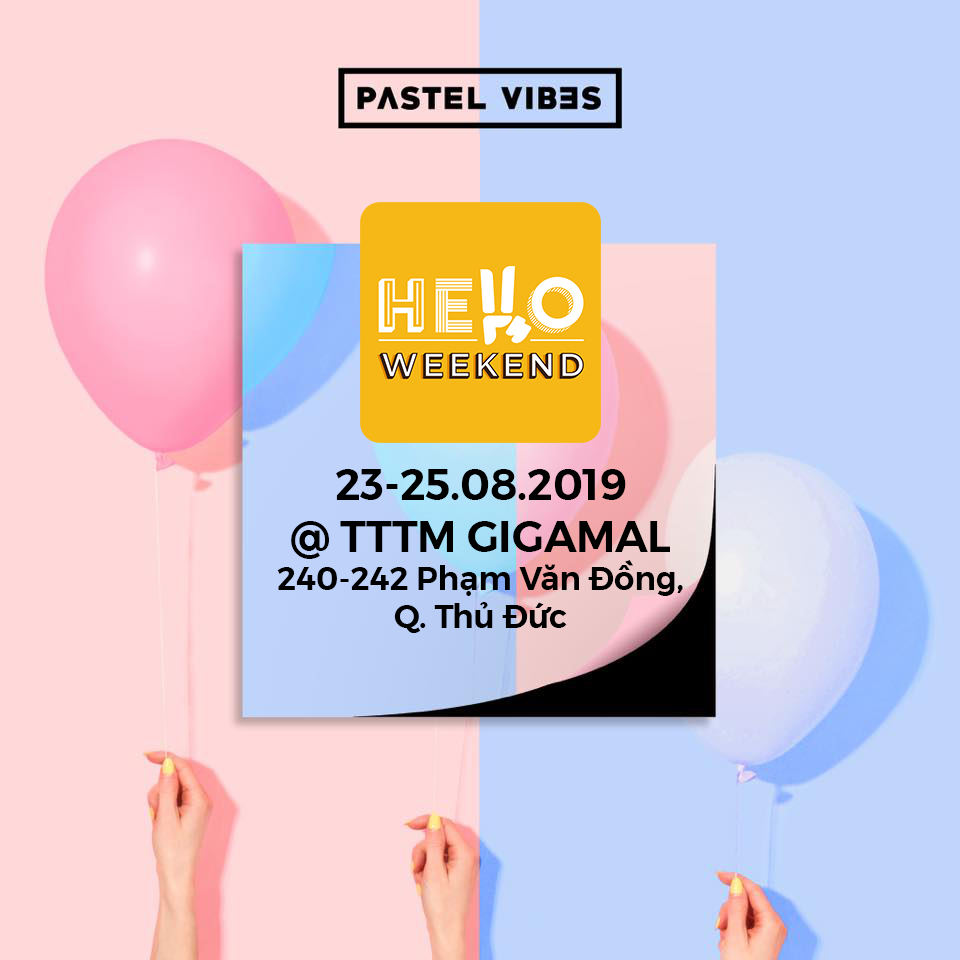 PASTEL VIBES
HELLO
WEEKEND
23-25.08.2019
@ TTTM GIGAMAL
240-242 Phạm Văn Đồng,
Q. Thủ Đức